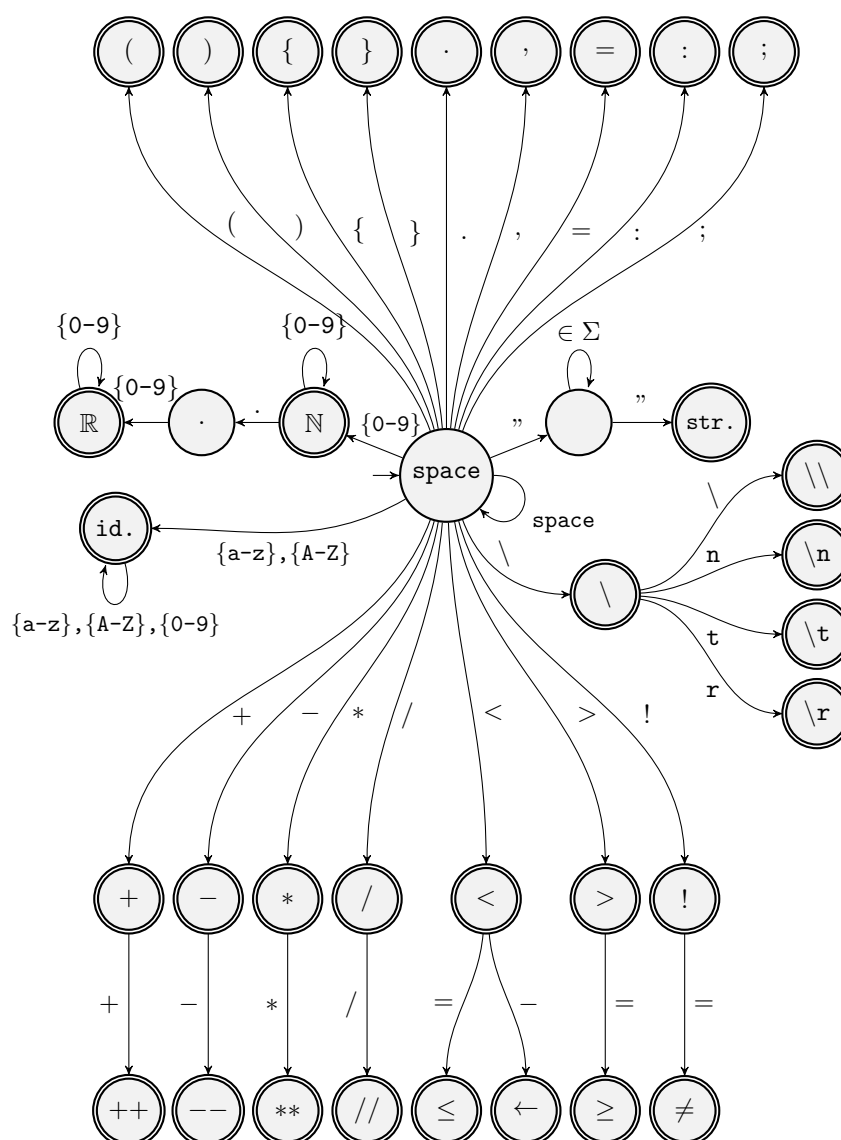 ( ) { } . , = : ;
( ) { } . , = : ;
{0-9} {0-9} ∈ Σ
{0-9} . {0-9} ” ”
ℝ . ℕ str.
space
\\
\
id. space
{a-z},{A-Z} \ n \n
{a-z},{A-Z},{0-9} \
t \t
r \r
+ − * / < > !
+ − * / < > !
+ − * / = − = =
++ −− ** // ≤ ← ≥ ≠